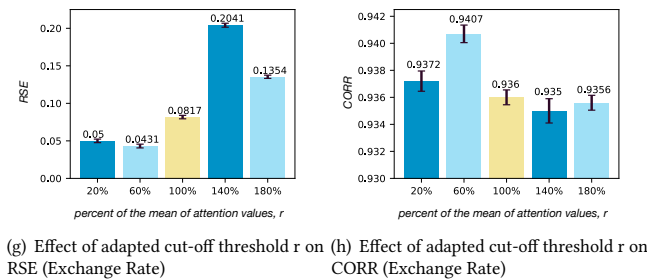 0.20
0.15
0.10
0.05
0.00
RSE
0.05
0.0431
0.0817
0.2041
0.1354
20% 60% 100% 140% 180%
percent of the mean of attention values, r
0.942
0.940
0.938
0.936
0.934
0.932
0.930
CORR
0.9372
0.9407
0.936
0.935
0.9356
20% 60% 100% 140% 180%
percent of the mean of attention values, r
(g) Effect of adapted cut-off threshold r on
RSE (Exchange Rate)
(h) Effect of adapted cut-off threshold r on
CORR (Exchange Rate)